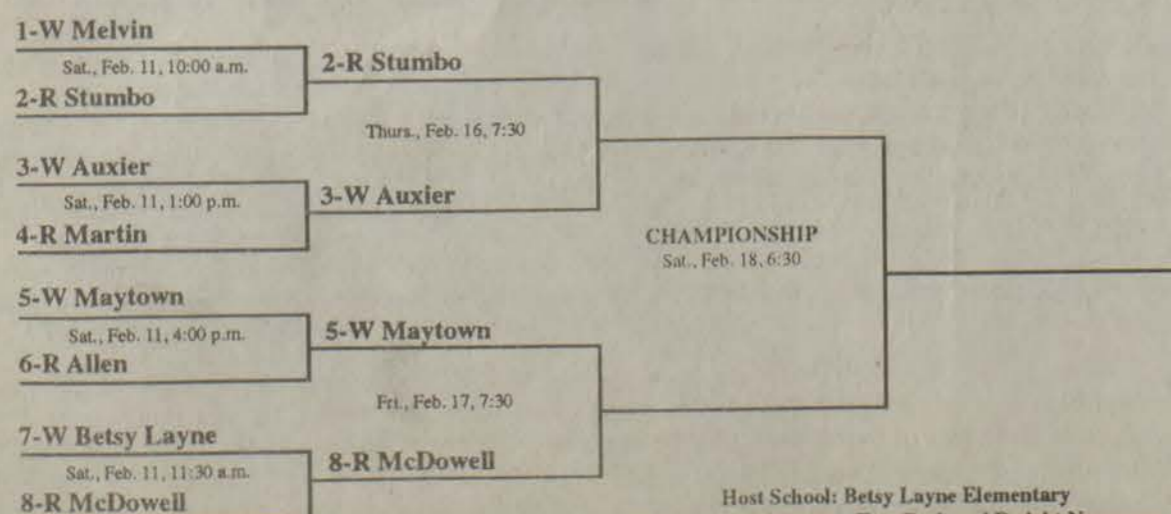 1-W Melvin
Sat., Feb. 11, 10:00 a.m.
2-R Stumbo
3-W Auxier
Sat., Feb. 11, 1:00 p.m.
4-R Martin
5-W Maytown
Sat., Feb. 11, 4:00 p.m.
6-R Allen
7-W Betsy Layne
Sat., Feb. 11, 11:30 a.m.
8-R McDowell
2-R Stumbo
Thurs., Feb. 16, 7:30
3-W Auxier
5-W Maytown
Fri., Feb. 17, 7:30
8-R McDowell
CHAMPIONSHIP
Sat., Feb. 18, 6:30
Host School: Betsy Layne Elementary